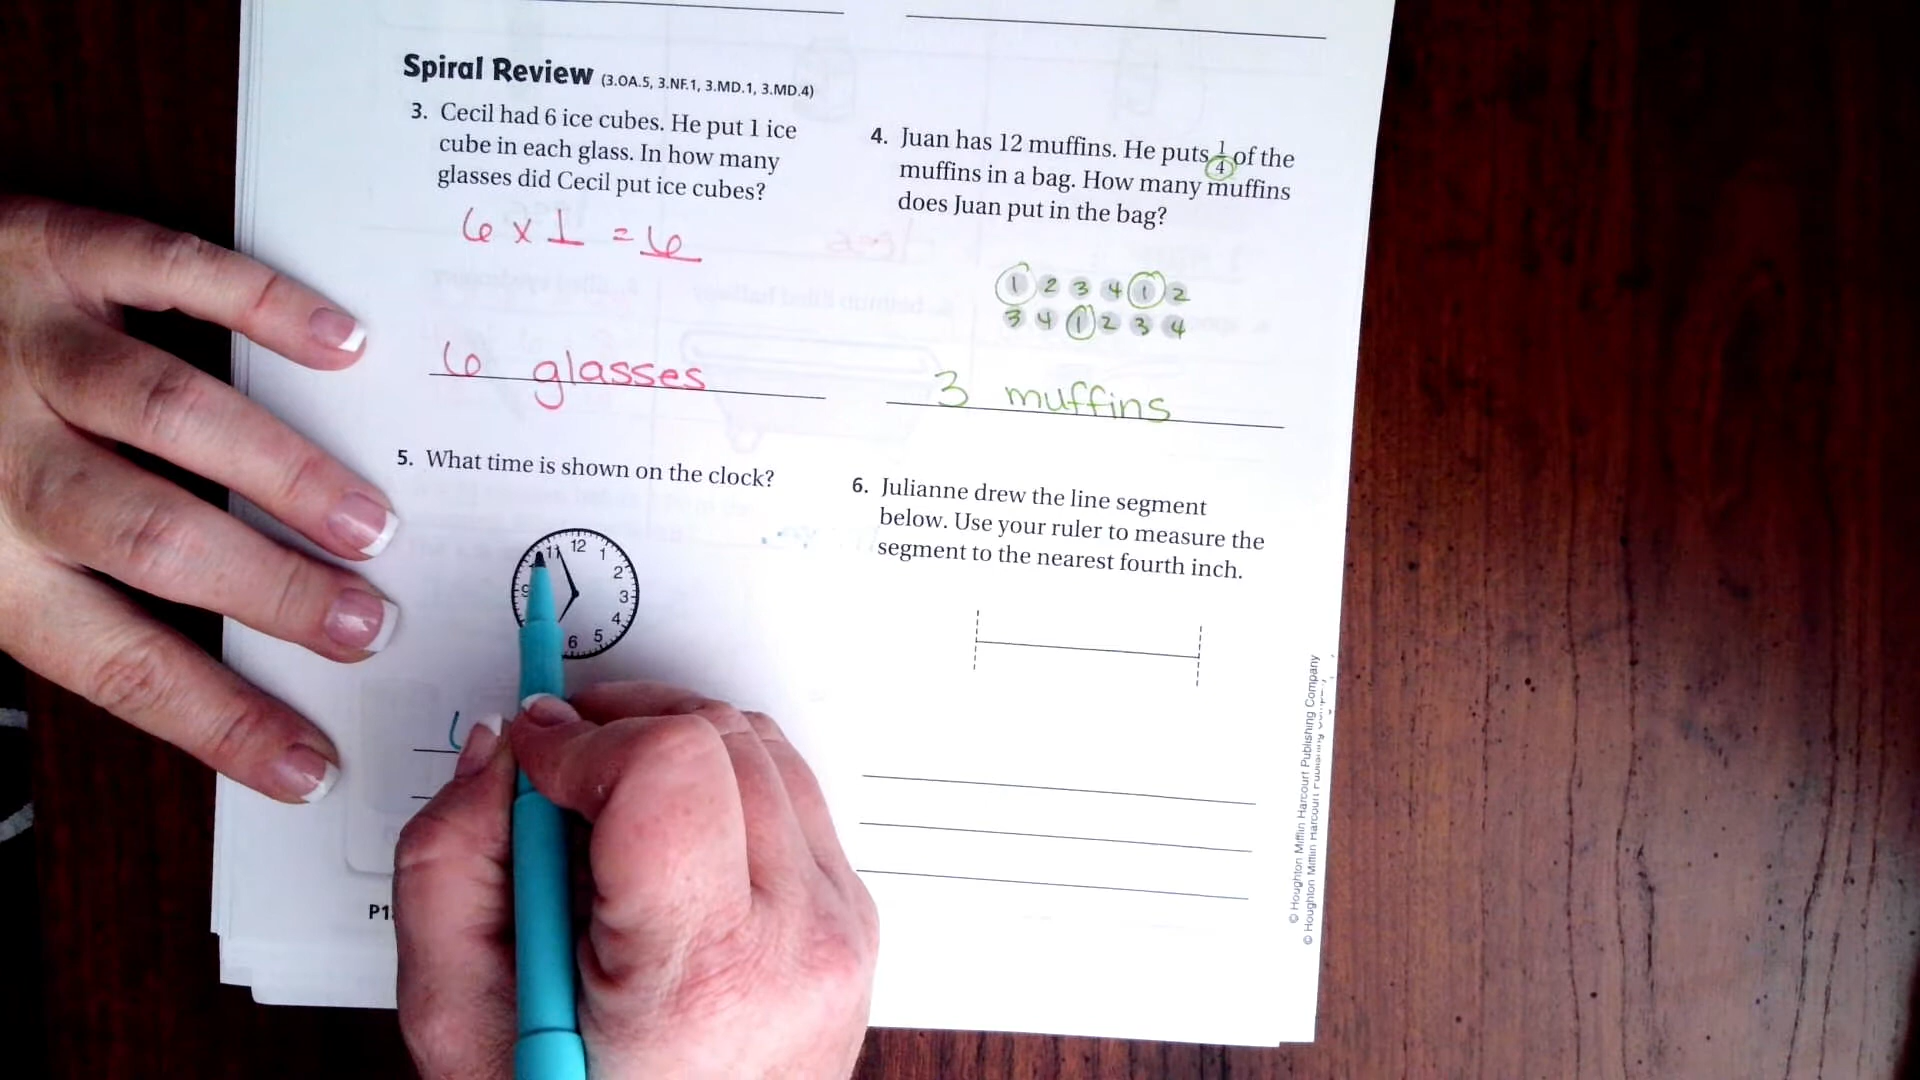 Spiral Review (3.OA.5, 3.NF.1, 3.MD.1, 3.MD.4)
3. Cecil had 6 ice cubes. He put 1 ice
cube in each glass. In how many
glasses did Cecil put ice cubes?
6 x 1 = 6
6 glasses
4. Juan has 12 muffins. He puts 1/4 of the
muffins in a bag. How many muffins
does Juan put in the bag?
1 2 3 4 1 2
3 4 1 2 3 4
3 muffins
5. What time is shown on the clock?
11 12 1
2
9 3
4
6 5
6. Julianne drew the line segment
below. Use your ruler to measure the
segment to the nearest fourth inch.
© Houghton Mifflin Harcourt Publishing Company